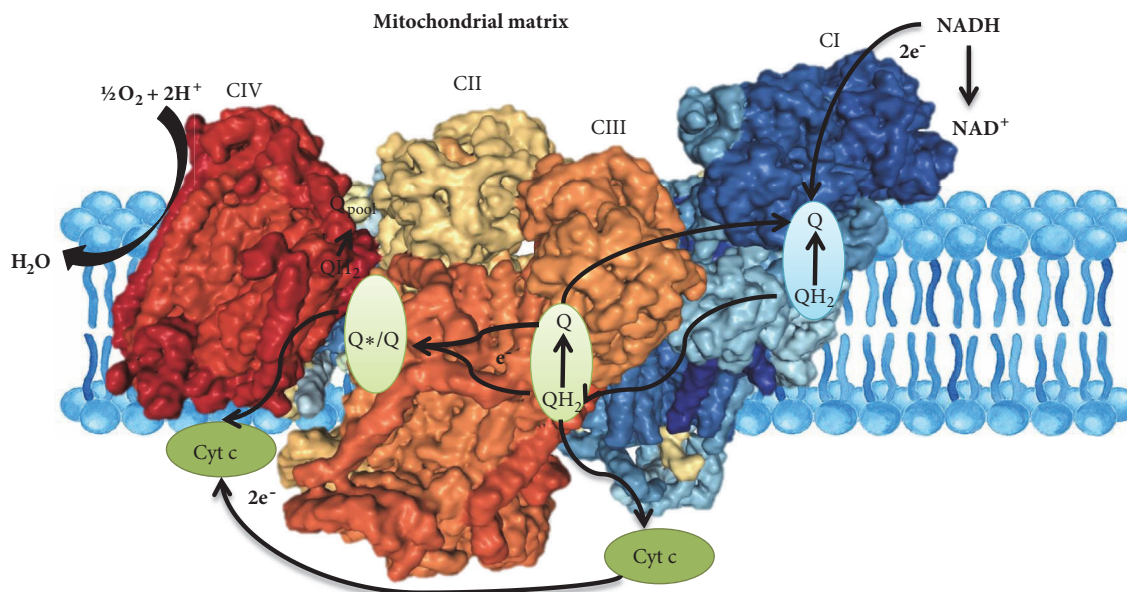 Mitochondrial matrix
NADH
CI
2e⁻
½O₂ + 2H⁺
CIV
CII
CIII
NAD⁺
Q pool
Q
H₂O
QH₂
QH₂
Q
Q*/Q
e⁻
QH₂
Cyt c
2e⁻
Cyt c